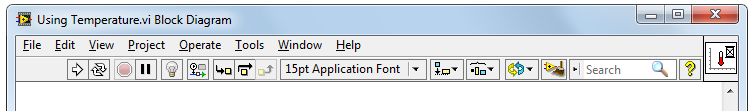 Using Temperature.vi Block Diagram
File Edit View Project Operate Tools Window Help
15pt Application Font Search ?